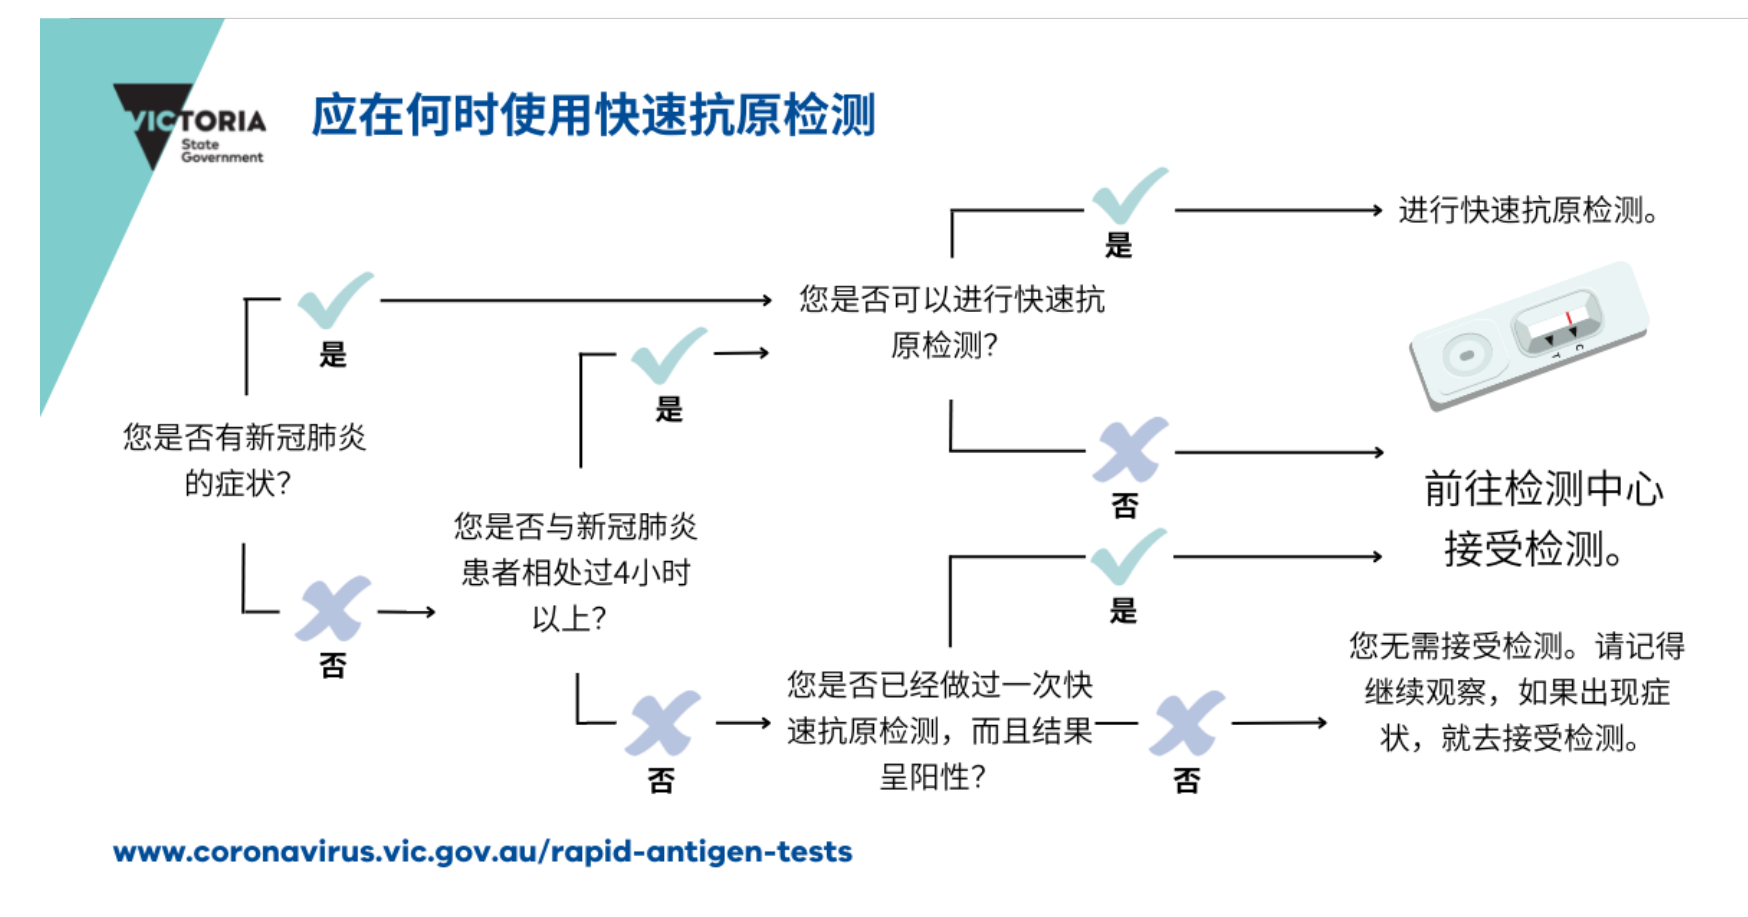 VICTORIA
State
Government
应在何时使用快速抗原检测
是
进行快速抗原检测。
是
您是否可以进行快速抗
原检测?
是
您是否有新冠肺炎
的症状?
T
C
否
前往检测中心
接受检测。
您是否与新冠肺炎
患者相处过4小时
以上?
否
是
您是否已经做过一次快
速抗原检测，而且结果
呈阳性?
否
否
您无需接受检测。请记得
继续观察，如果出现症
状，就去接受检测。
www.coronavirus.vic.gov.au/rapid-antigen-tests